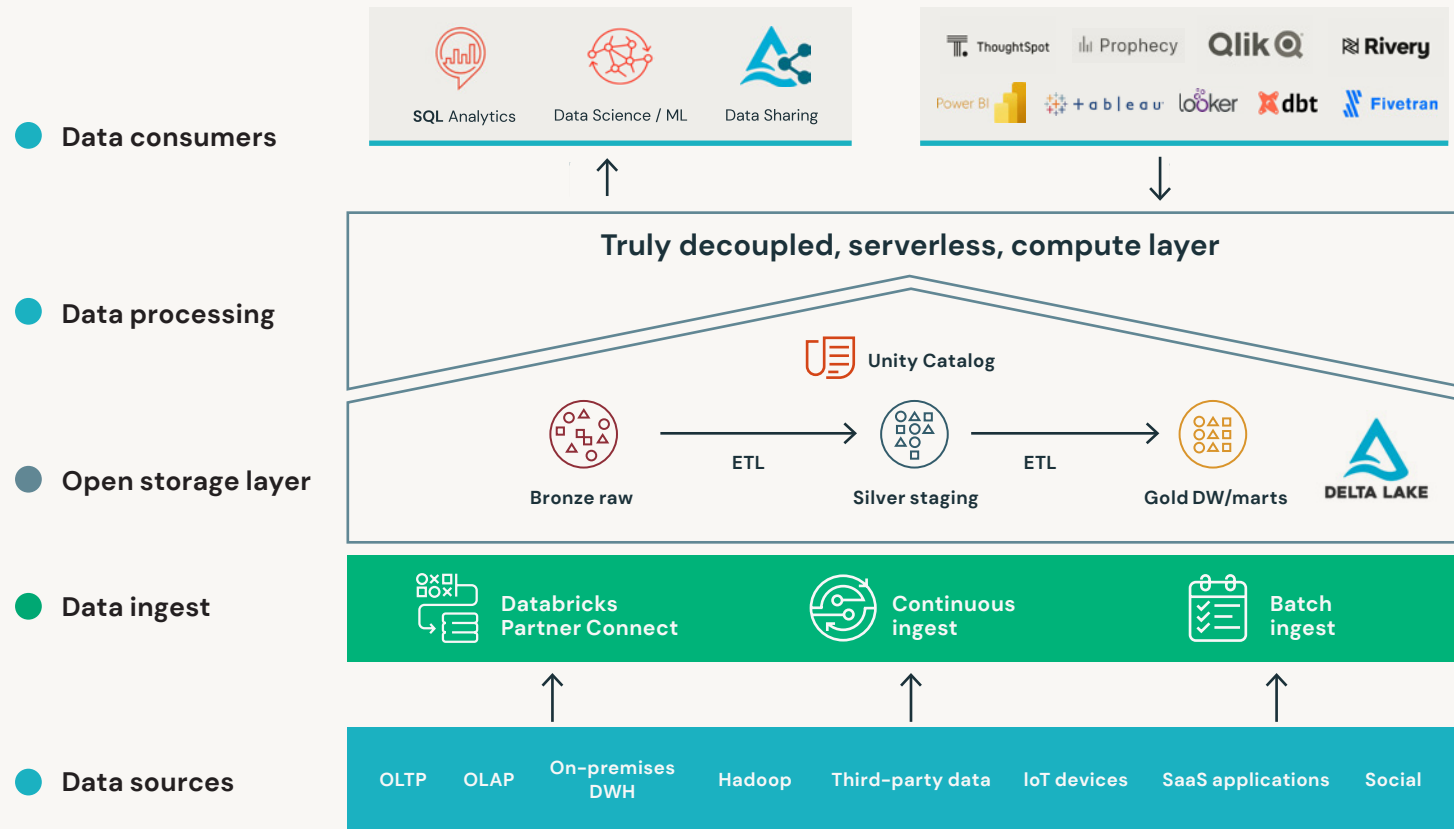 Data consumers
SQL Analytics
Data Science / ML
Data Sharing
ThoughtSpot
Prophecy
Qlik
Rivery
Power BI
+ableau
looker
dbt
Fivetran
Data processing
Truly decoupled, serverless, compute layer
Unity Catalog
Open storage layer
Bronze raw
ETL
Silver staging
ETL
Gold DW/marts
DELTA LAKE
Data ingest
Databricks
Partner Connect
Continuous
ingest
Batch
ingest
Data sources
OLTP
OLAP
On-premises
DWH
Hadoop
Third-party data
IoT devices
SaaS applications
Social